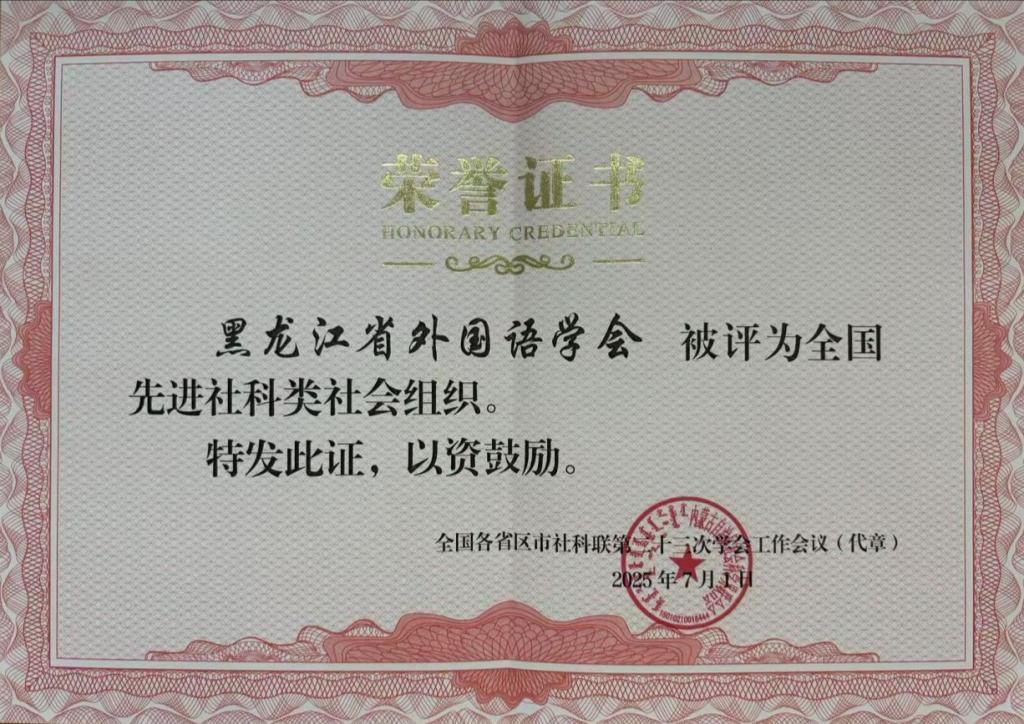 荣誉证书
HONORARY CREDENTIAL
黑龙江省外国语学会 被评为全国
先进社科类社会组织。
特发此证，以资鼓励。
全国各省区市社科联第二十三次学会工作会议（代章）
2025年7月1日